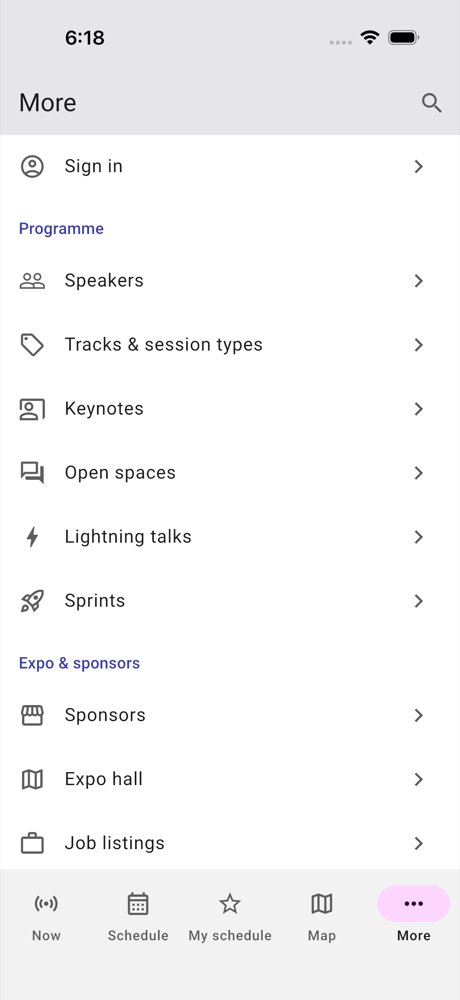 6:18
More
Sign in
Programme
Speakers
Tracks & session types
Keynotes
Open spaces
Lightning talks
Sprints
Expo & sponsors
Sponsors
Expo hall
Job listings
Now
Schedule
My schedule
Map
More